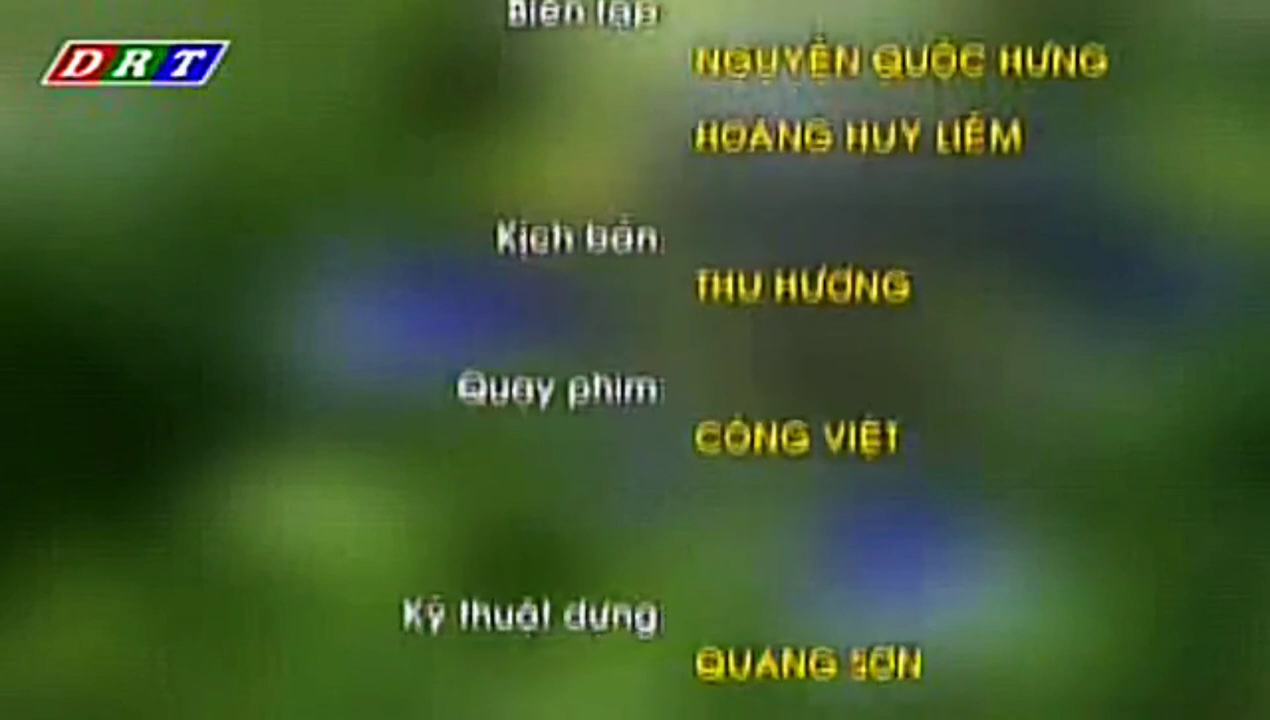 Biên tập
DRT
NGUYỄN QUỐC HƯNG
HOÀNG HUY LIÊM
Kịch bản
THU HƯƠNG
Quay phim
CÔNG VIỆT
Kỹ thuật dựng
QUANG SƠN